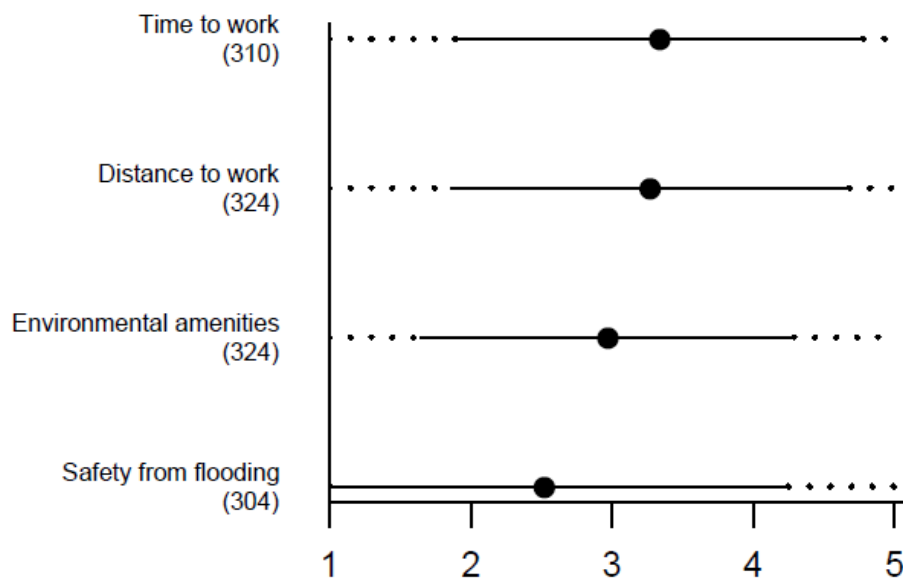 Time to work
(310)
Distance to work
(324)
Environmental amenities
(324)
Safety from flooding
(304)
1 2 3 4 5